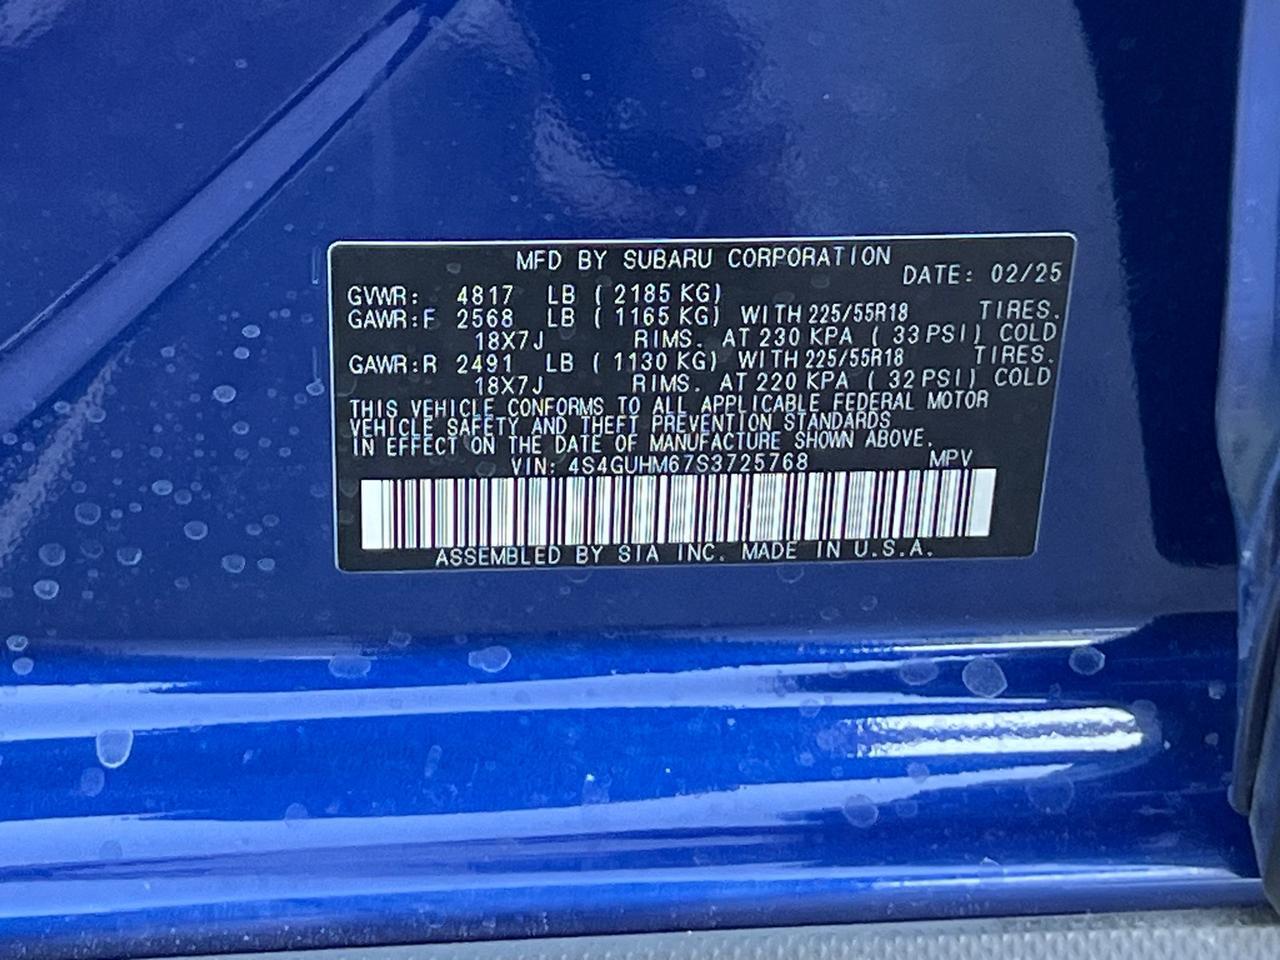 MFD BY SUBARU CORPORATION DATE: 02/25
GVWR: 4817 LB ( 2185 KG)
GAWR:F 2568 LB ( 1165 KG) WITH 225/55R18 TIRES.
18X7J RIMS. AT 230 KPA ( 33 PSI) COLD
GAWR:R 2491 LB ( 1130 KG) WITH 225/55R18 TIRES.
18X7J RIMS. AT 220 KPA ( 32 PSI) COLD
THIS VEHICLE CONFORMS TO ALL APPLICABLE FEDERAL MOTOR
VEHICLE SAFETY AND THEFT PREVENTION STANDARDS
IN EFFECT ON THE DATE OF MANUFACTURE SHOWN ABOVE.
VIN: 4S4GUHM67S3725768 MPV
ASSEMBLED BY SIA INC. MADE IN U.S.A.